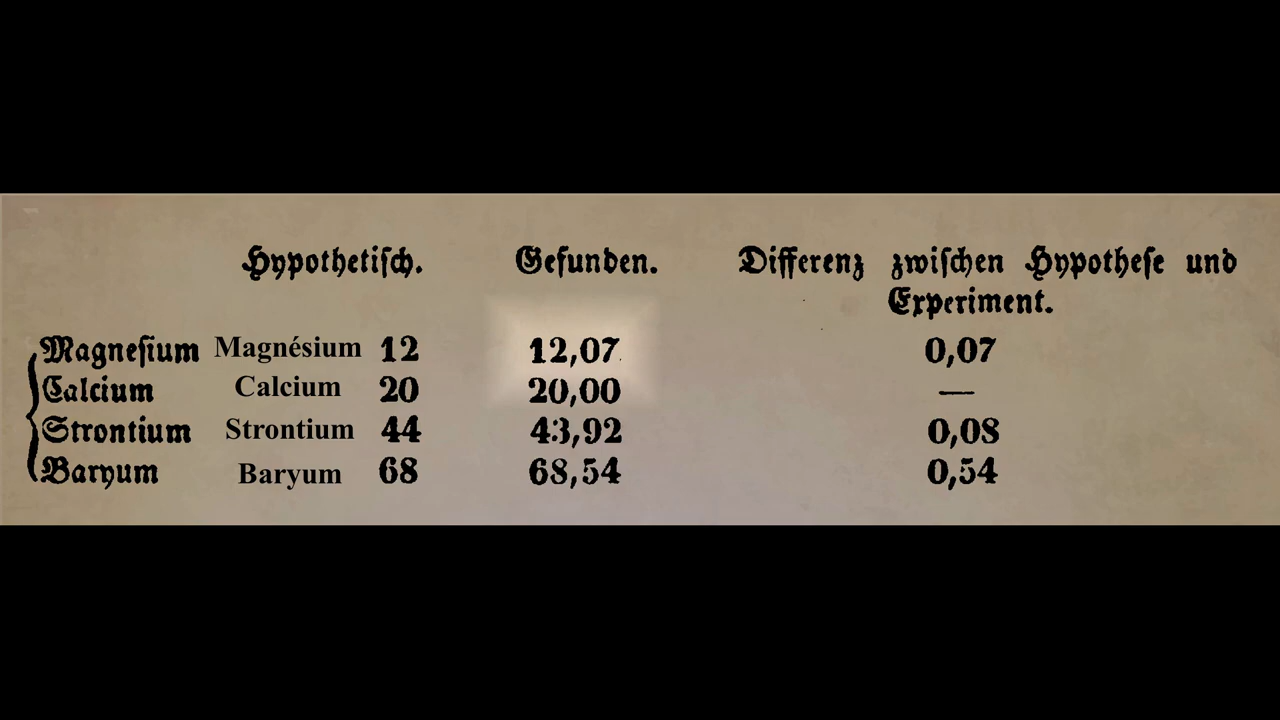 Hypothetiſch. Gefunden. Differenz zwiſchen Hypotheſe und
Experiment.
Magneſium Magnésium 12 12,07 0,07
Calcium Calcium 20 20,00 —
Strontium Strontium 44 43,92 0,08
Baryum Baryum 68 68,54 0,54